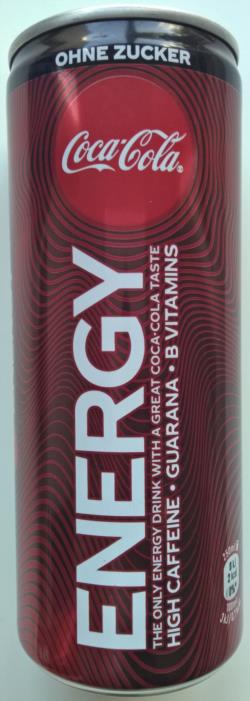 OHNE ZUCKER
Coca-Cola®
ENERGY
THE ONLY ENERGY DRINK WITH A GREAT COCA-COLA TASTE
HIGH CAFFEINE • GUARANA • B VITAMINS